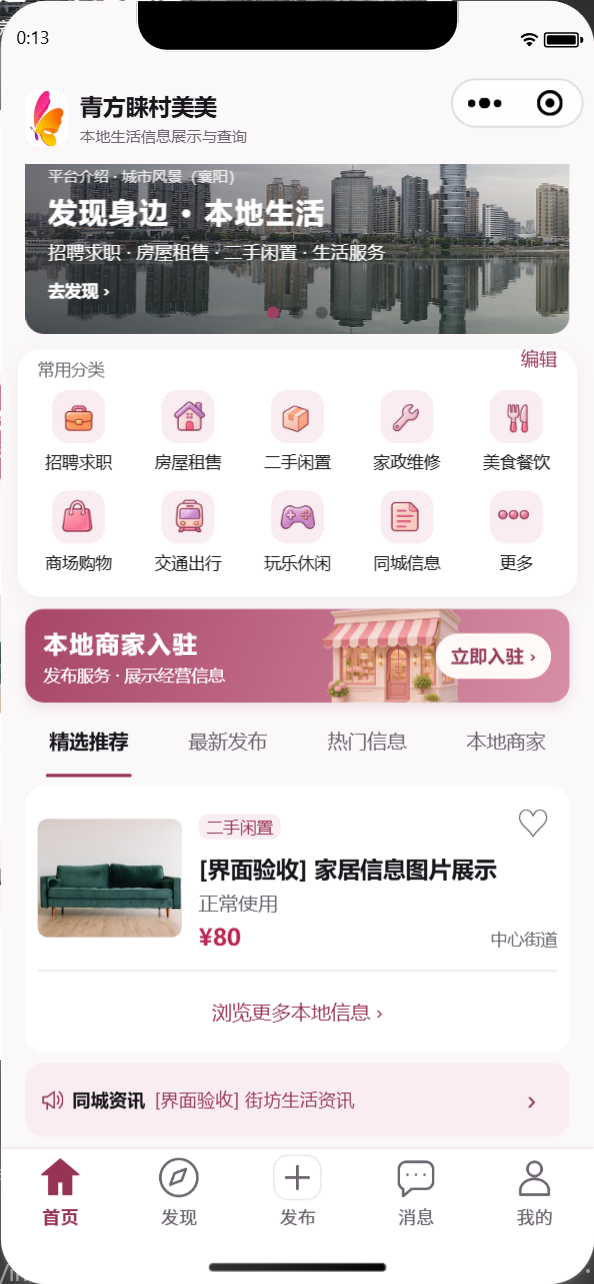 0:13
青方睐村美美
本地生活信息展示与查询
平台介绍 · 城市风景（襄阳）
发现身边 · 本地生活
招聘求职 · 房屋租售 · 二手闲置 · 生活服务
去发现 ›
常用分类 编辑
招聘求职 房屋租售 二手闲置 家政维修 美食餐饮
商场购物 交通出行 玩乐休闲 同城信息 更多
本地商家入驻
发布服务 · 展示经营信息
立即入驻 ›
精选推荐 最新发布 热门信息 本地商家
二手闲置
[界面验收] 家居信息图片展示
正常使用
¥80 中心街道
浏览更多本地信息 ›
同城资讯 [界面验收] 街坊生活资讯 ›
首页 发现 发布 消息 我的